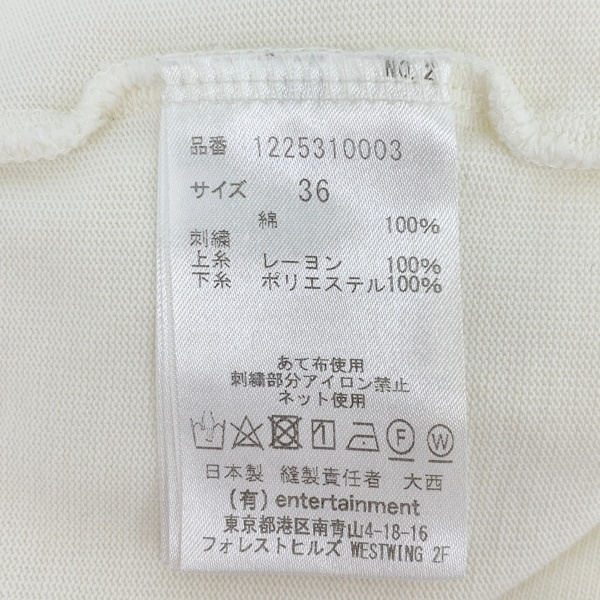 NO. 2
品番 1225310003
サイズ 36
綿 100%
刺繍
上糸 レーヨン 100%
下糸 ポリエステル100%
あて布使用
刺繍部分アイロン禁止
ネット使用
F W
日本製 縫製責任者 大西
(有) entertainment
東京都港区南青山4-18-16
フォレストヒルズ WESTWING 2F